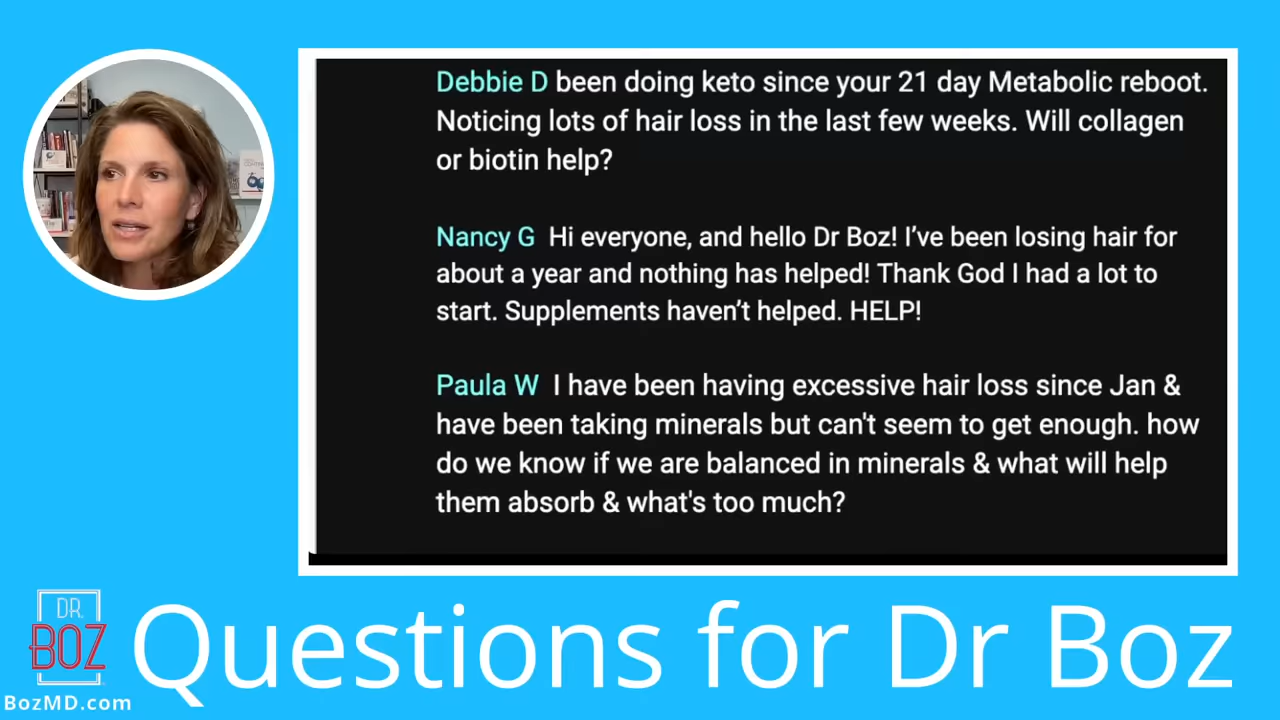 Debbie D been doing keto since your 21 day Metabolic reboot.
Noticing lots of hair loss in the last few weeks. Will collagen
or biotin help?
Nancy G Hi everyone, and hello Dr Boz! I’ve been losing hair for
about a year and nothing has helped! Thank God I had a lot to
start. Supplements haven’t helped. HELP!
Paula W I have been having excessive hair loss since Jan &
have been taking minerals but can't seem to get enough. how
do we know if we are balanced in minerals & what will help
them absorb & what's too much?
DR.
BOZ
Questions for Dr Boz
BozMD.com